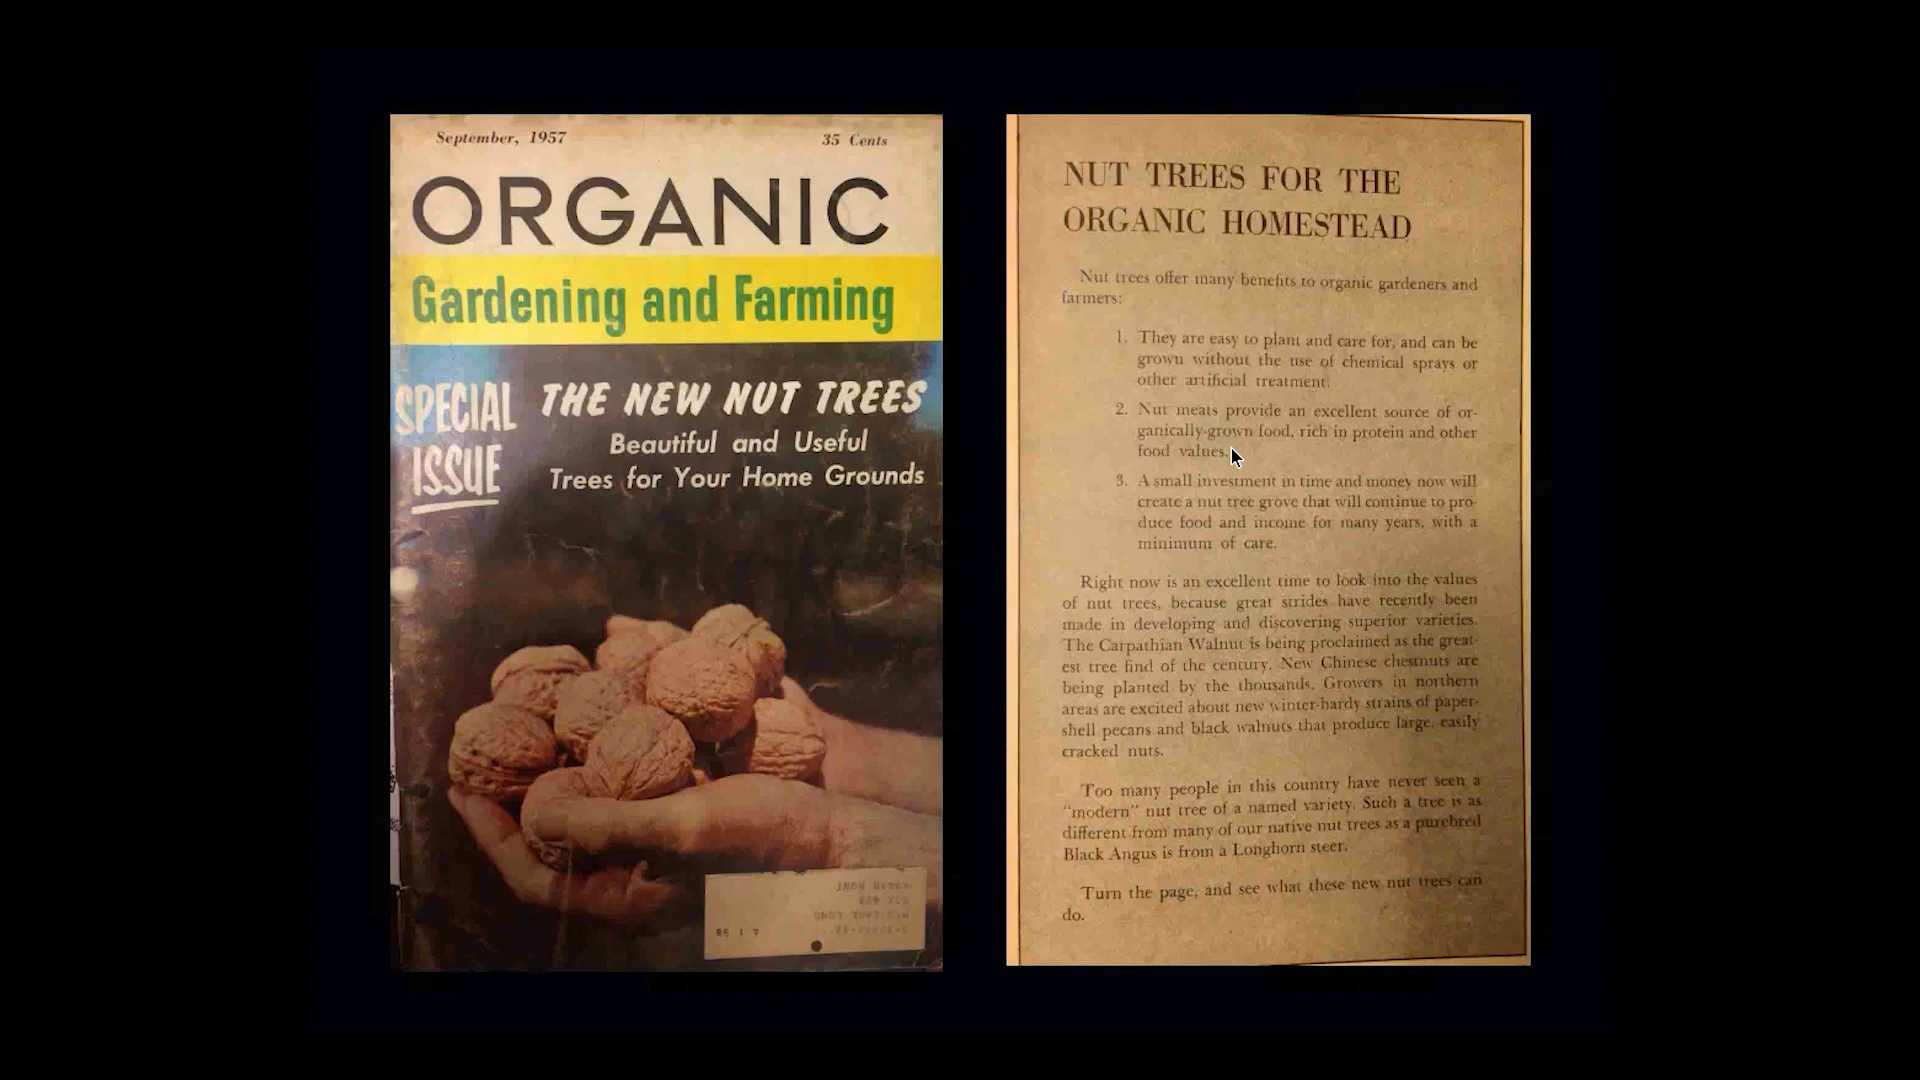 September, 1957
35 Cents
ORGANIC
Gardening and Farming
SPECIAL
ISSUE
THE NEW NUT TREES
Beautiful and Useful
Trees for Your Home Grounds
NUT TREES FOR THE
ORGANIC HOMESTEAD
Nut trees offer many benefits to organic gardeners and
farmers:
1. They are easy to plant and care for, and can be
grown without the use of chemical sprays or
other artificial treatment.
2. Nut meats provide an excellent source of or-
ganically-grown food, rich in protein and other
food values.
3. A small investment in time and money now will
create a nut tree grove that will continue to pro-
duce food and income for many years, with a
minimum of care.
Right now is an excellent time to look into the values
of nut trees, because great strides have recently been
made in developing and discovering superior varieties.
The Carpathian Walnut is being proclaimed as the great-
est tree find of the century. New Chinese chestnuts are
being planted by the thousands. Growers in northern
areas are excited about new winter-hardy strains of paper-
shell pecans and black walnuts that produce large, easily
cracked nuts.
Too many people in this country have never seen a
"modern" nut tree of a named variety. Such a tree is as
different from many of our native nut trees as a purebred
Black Angus is from a Longhorn steer.
Turn the page, and see what these new nut trees can
do.